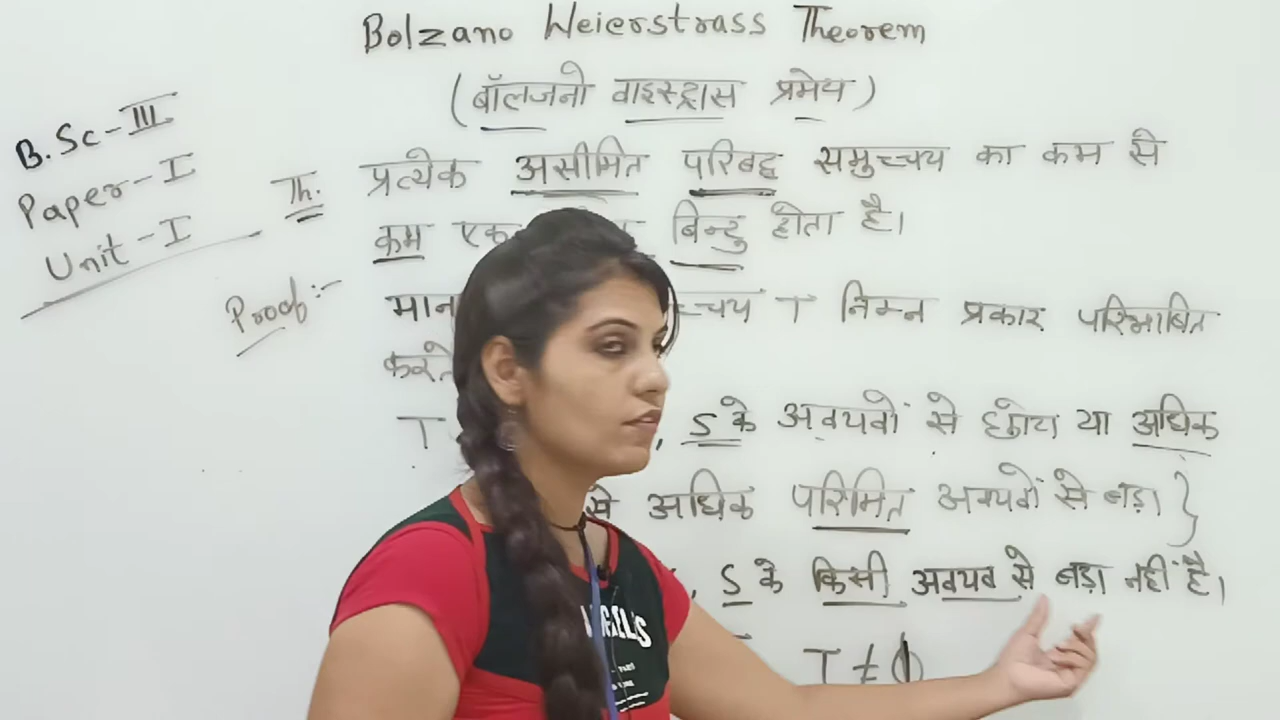 Bolzano Weierstrass Theorem
(बॉलजनो वाइस्ट्रास प्रमेय)
B.Sc-III
Paper-I
Unit-I
Th. प्रत्येक असीमित परिबद्ध समुच्चय का कम से
कम एक बिन्दु होता है।
Proof:-
मान च्चय T निम्न प्रकार परिभाषित
करते
T , S के अवयवों से छोटा या अधिक
से अधिक परिमित अवयवों से बड़ा }
, S के किसी अवयव से बड़ा नहीं है।
T ≠ ϕ